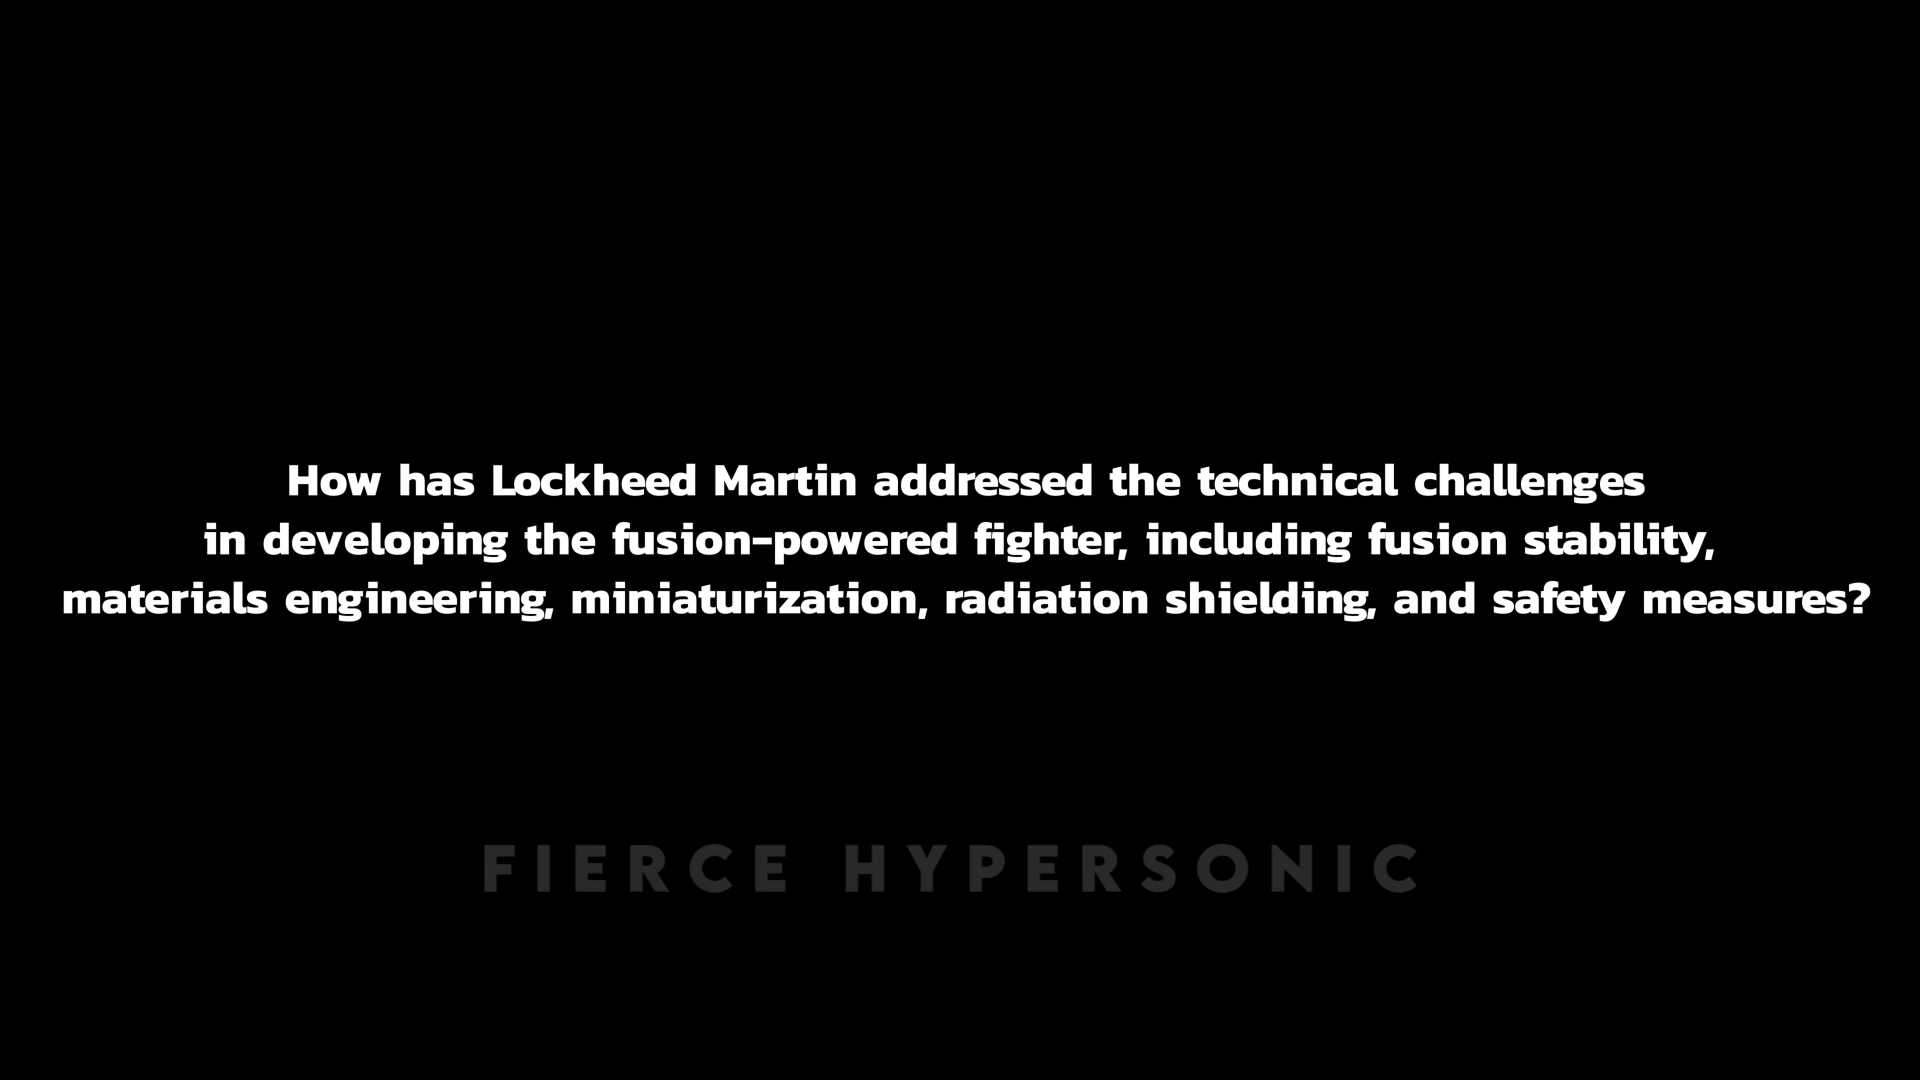 How has Lockheed Martin addressed the technical challenges
in developing the fusion-powered fighter, including fusion stability,
materials engineering, miniaturization, radiation shielding, and safety measures?
FIERCE HYPERSONIC